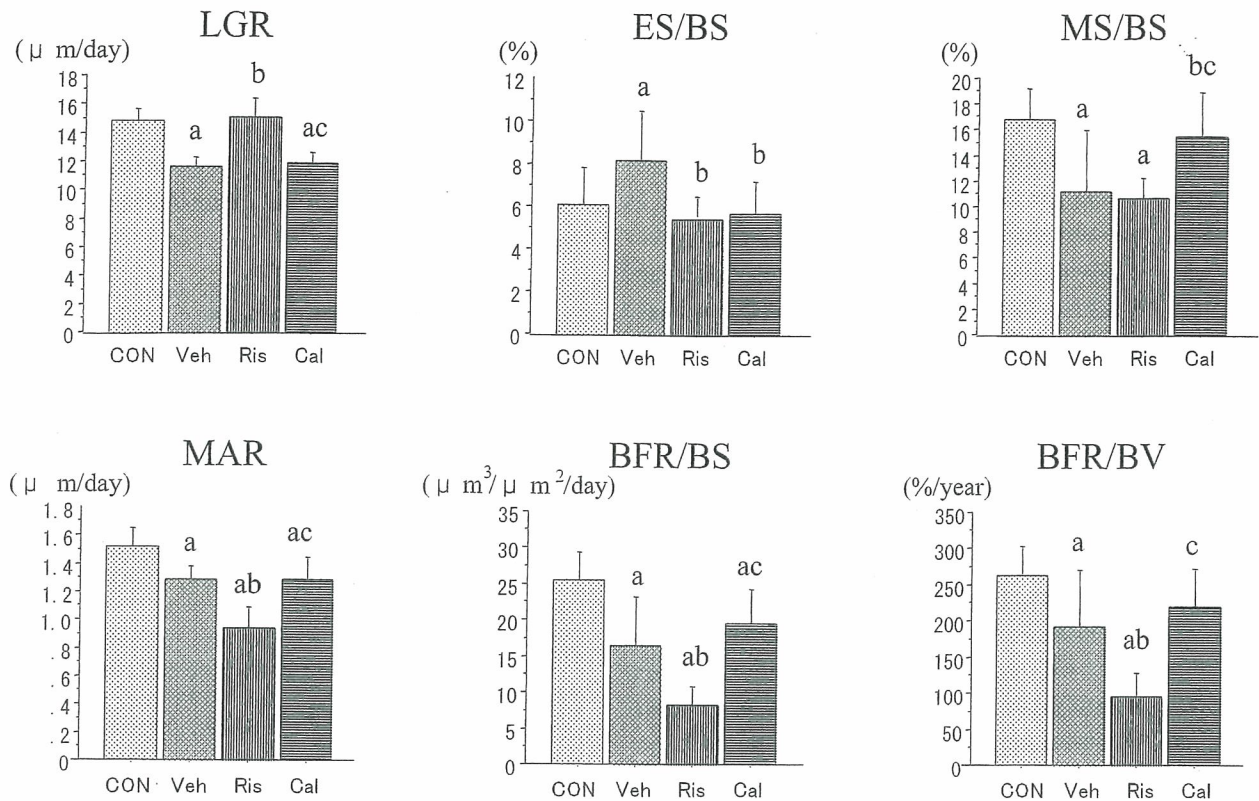 LGR
(μ m/day)
18
16
14
12
10
8
6
4
2
0
b
a
ac
CON Veh Ris Cal
ES/BS
(%)
12
10
8
6
4
2
0
a
b
b
CON Veh Ris Cal
MS/BS
(%)
20
18
16
14
12
10
8
6
4
2
0
bc
a
a
CON Veh Ris Cal
MAR
(μ m/day)
1.8
1.6
1.4
1.2
1.0
.8
.6
.4
.2
0
a
ac
ab
CON Veh Ris Cal
BFR/BS
(μ m³/μ m²/day)
35
30
25
20
15
10
5
0
a
ac
ab
CON Veh Ris Cal
BFR/BV
(%/year)
350
300
250
200
150
100
50
0
a
c
ab
CON Veh Ris Cal